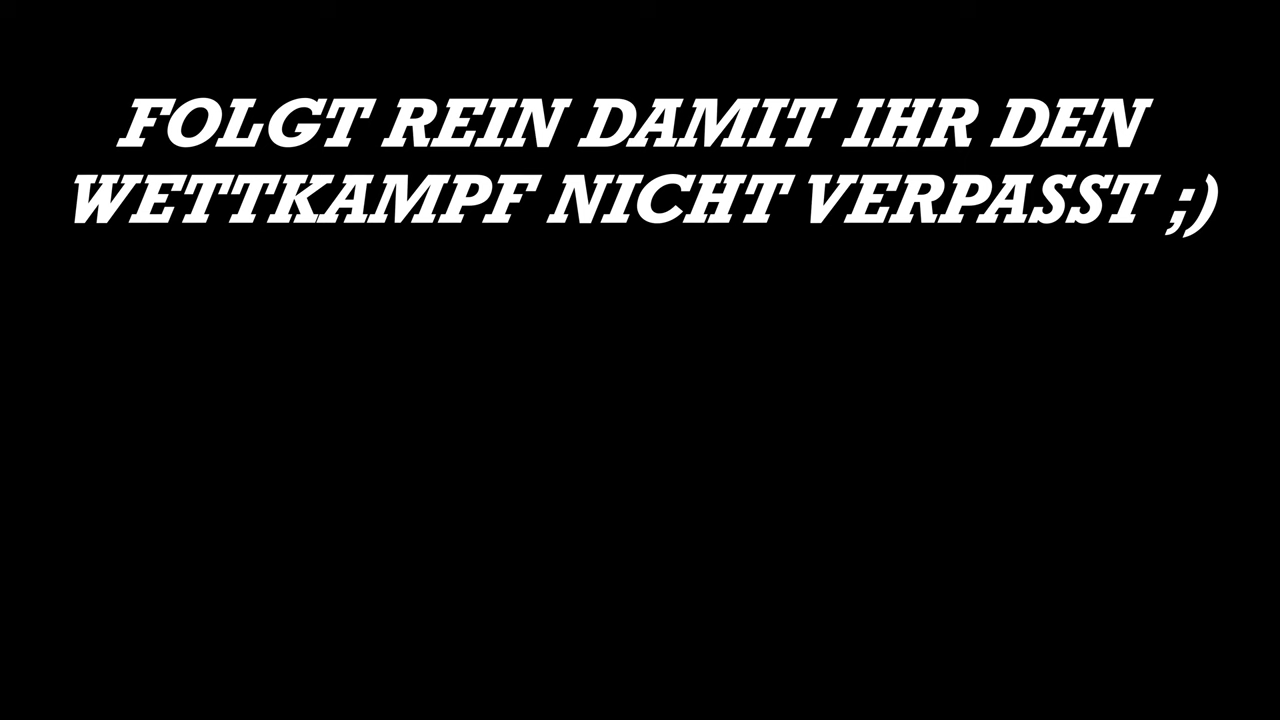 FOLGT REIN DAMIT IHR DEN
WETTKAMPF NICHT VERPASST ;)